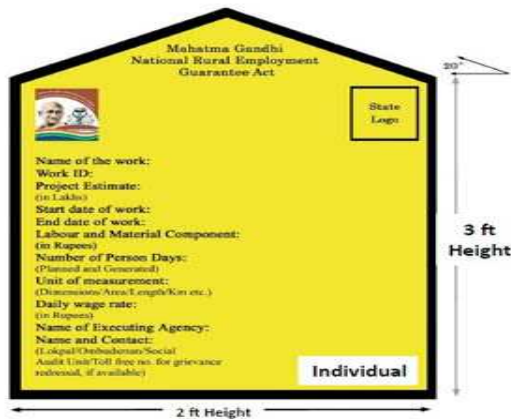 Mahatma Gandhi
National Rural Employment
Guarantee Act
20°
State
Logo
Name of the work:
Work ID:
Project Estimate:
(in Lakhs)
Start date of work:
End date of work:
Labour and Material Component:
(in Rupees)
Number of Person Days:
(Planned and Generated)
Unit of measurement:
(Dimensions/Area/Length/Km etc.)
Daily wage rate:
(in Rupees)
Name of Executing Agency:
Name and Contact:
(Lokpal/Ombudsman/Social
Audit Unit/Toll free no. for grievance
redressal, if available)
3 ft
Height
Individual
2 ft Height